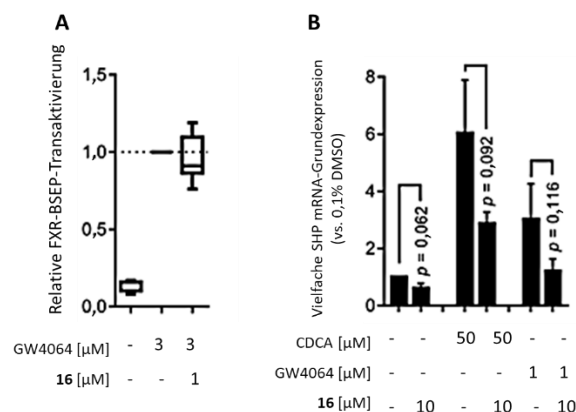 A
Relative FXR-BSEP-Transaktivierung
1,5
1,0
0,5
0,0
GW4064 [µM] - 3 3
16 [µM] - - 1
B
Vielfache SHP mRNA-Grundexpression
(vs. 0,1% DMSO)
8
6
4
2
0
p = 0,062
p = 0,092
p = 0,116
CDCA [µM] - - 50 50 - -
GW4064 [µM] - - - - 1 1
16 [µM] - 10 - 10 - 10